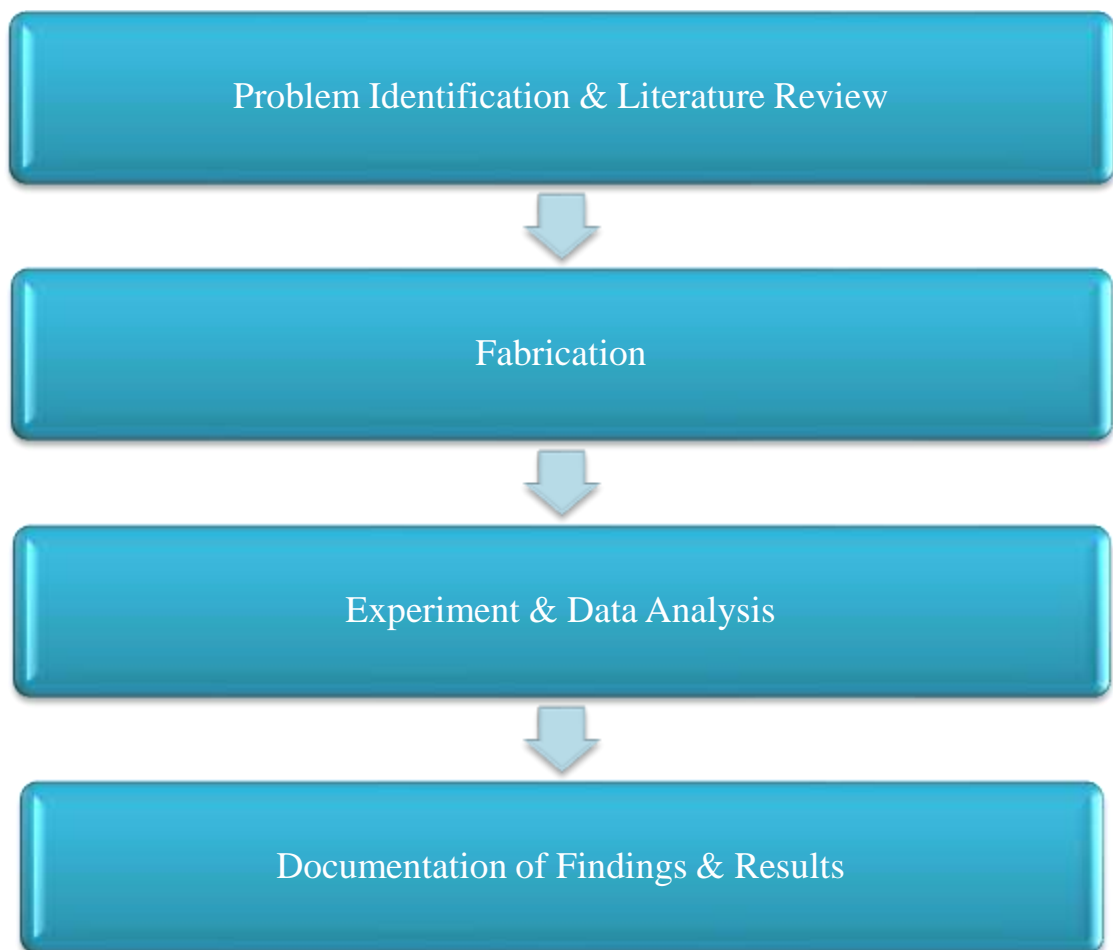 Problem Identification & Literature Review
Fabrication
Experiment & Data Analysis
Documentation of Findings & Results